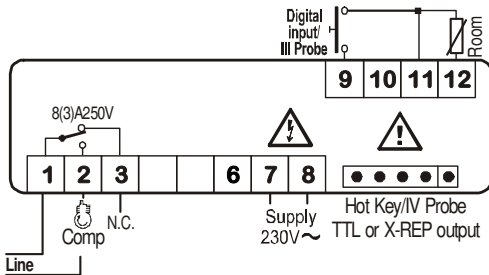 Digital
input/
III Probe
Room
9 10 11 12
8(3)A250V
1 2 3 6 7 8
Comp
N.C.
Supply
230V~
Hot Key/IV Probe
TTL or X-REP output
Line